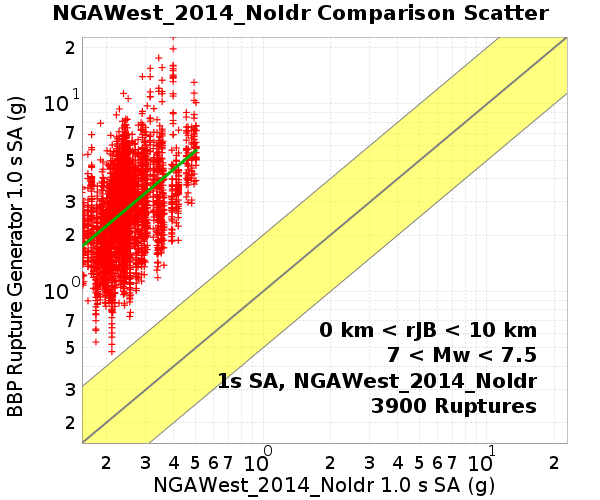 NGAWest_2014_NoIdr Comparison Scatter
BBP Rupture Generator 1.0 s SA (g)
2
10^1
7
5
3
2
10^0
7
5
3
2
0 km < rJB < 10 km
7 < Mw < 7.5
1s SA, NGAWest_2014_NoIdr
3900 Ruptures
2 3 4 5 6 7 10^0 2 3 4 5 6 7 10^1 2
NGAWest_2014_NoIdr 1.0 s SA (g)